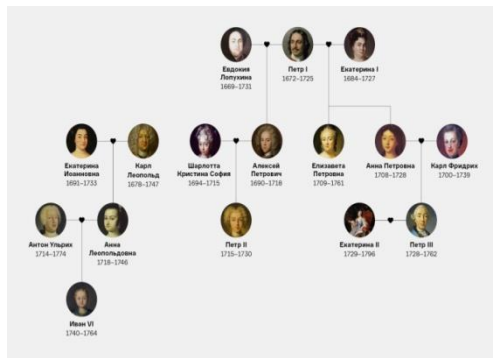 Евдокия
Лопухина
1669–1731
Петр I
1672–1725
Екатерина I
1684–1727
Екатерина
Иоанновна
1691–1733
Карл
Леопольд
1678–1747
Шарлотта
Кристина София
1694–1715
Алексей
Петрович
1690–1718
Елизавета
Петровна
1709–1761
Анна Петровна
1708–1728
Карл Фридрих
1700–1739
Антон Ульрих
1714–1774
Анна
Леопольдовна
1718–1746
Петр II
1715–1730
Екатерина II
1729–1796
Петр III
1728–1762
Иван VI
1740–1764